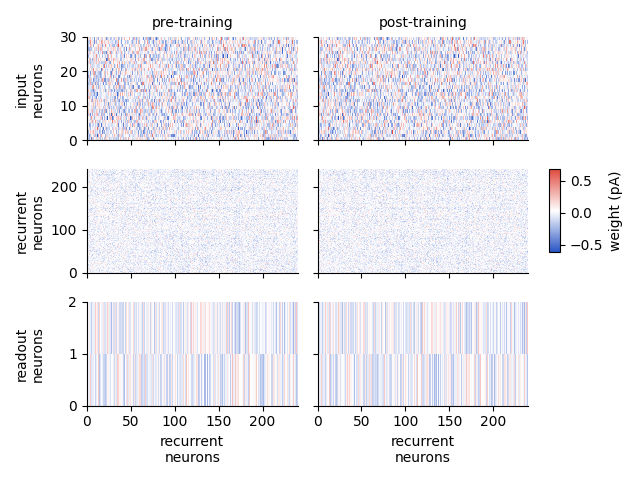 pre-training
post-training
30
20
10
0
input
neurons
200
100
0
recurrent
neurons
0.5
0.0
−0.5
weight (pA)
2
1
0
readout
neurons
0 50 100 150 200
0 50 100 150 200
recurrent
neurons
recurrent
neurons